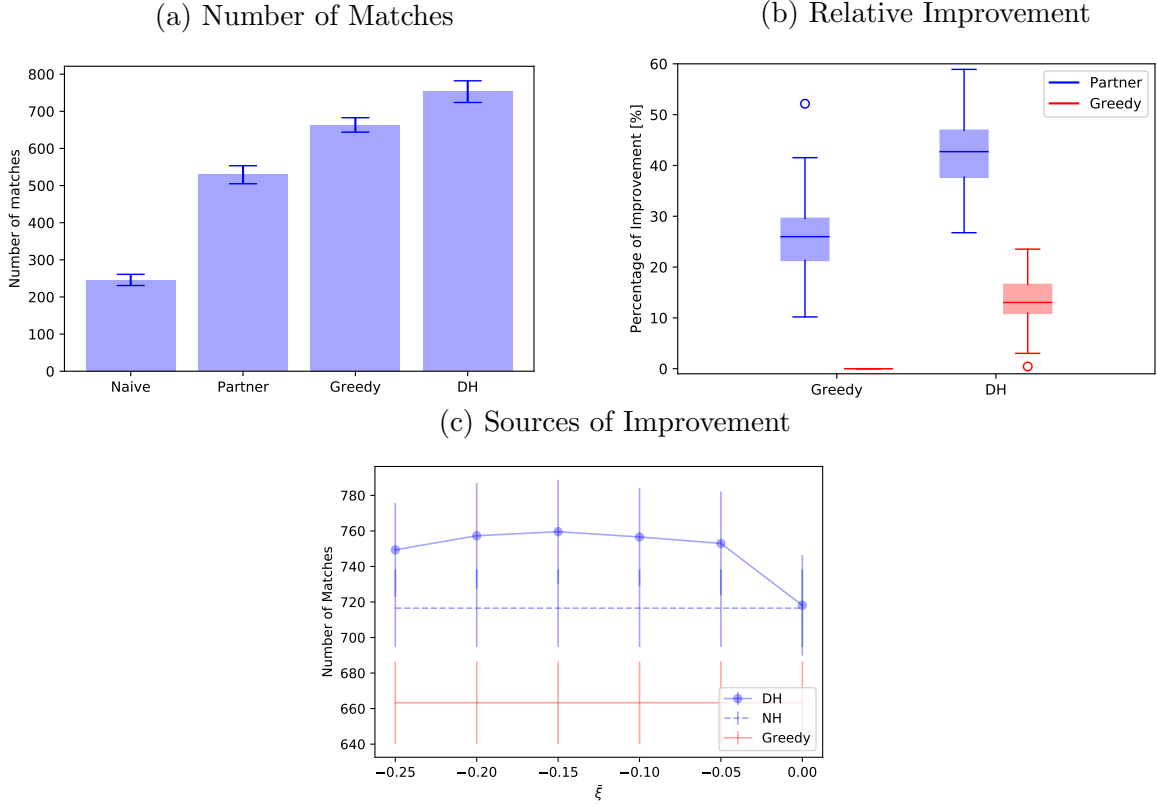 (a) Number of Matches
Number of matches
800
700
600
500
400
300
200
100
0
Naive Partner Greedy DH
(b) Relative Improvement
Percentage of Improvement [%]
60
50
40
30
20
10
0
Partner
Greedy
Greedy DH
(c) Sources of Improvement
Number of Matches
780
760
740
720
700
680
660
640
DH
NH
Greedy
−0.25 −0.20 −0.15 −0.10 −0.05 0.00
ξ̄